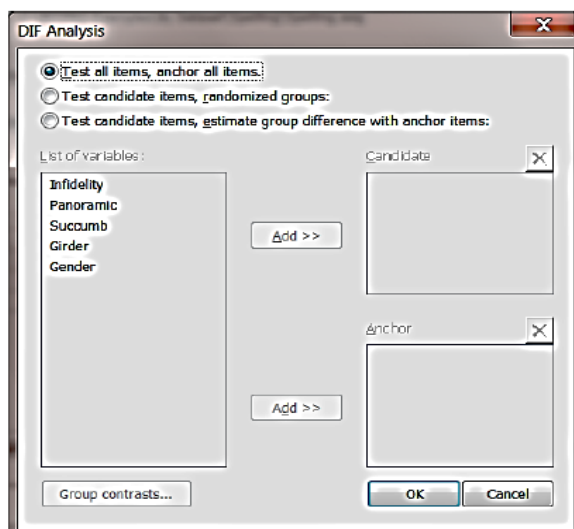 DIF Analysis
Test all items, anchor all items.
Test candidate items, randomized groups:
Test candidate items, estimate group difference with anchor items:
List of variables:
Candidate
Infidelity
Panoramic
Succumb
Girder
Gender
Add >>
Anchor
Add >>
Group contrasts...
OK
Cancel